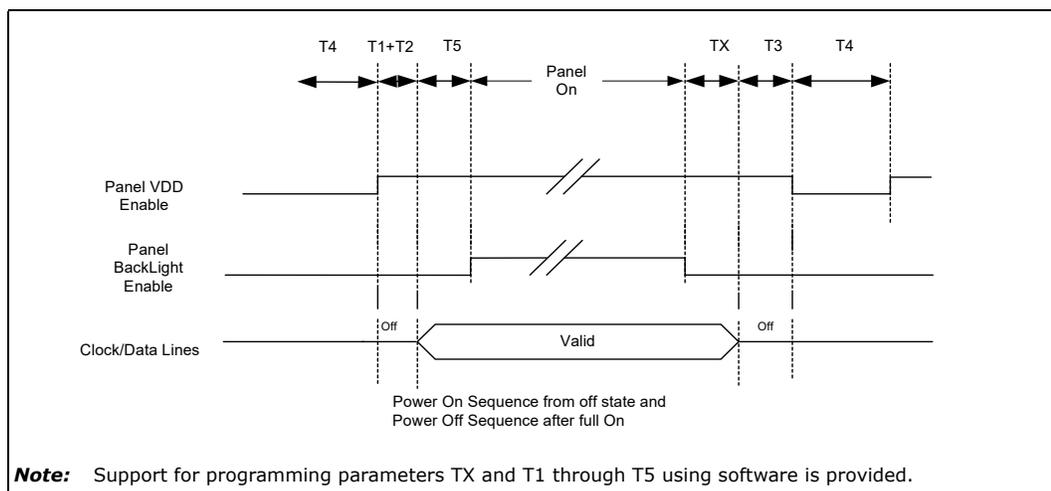 T4 T1+T2 T5 TX T3 T4
Panel
On
Panel VDD
Enable
Panel
BackLight
Enable
Off
Off
Clock/Data Lines
Valid
Power On Sequence from off state and
Power Off Sequence after full On
Note: Support for programming parameters TX and T1 through T5 using software is provided.